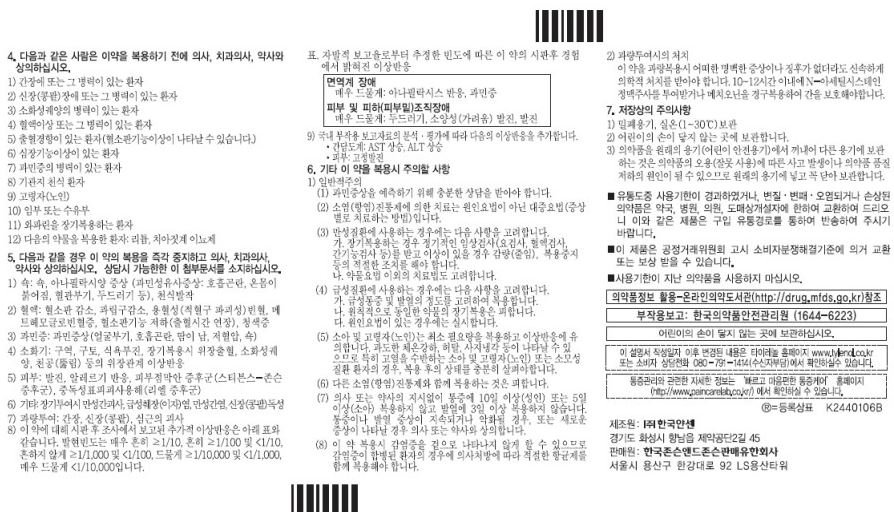 4. 다음과 같은 사람은 이약을 복용하기 전에 의사, 치과의사, 약사와
상의하십시오.
1) 간장애 또는 그 병력이 있는 환자
2) 신장(콩팥)장애 또는 그 병력이 있는 환자
3) 소화성궤양의 병력이 있는 환자
4) 혈액이상 또는 그 병력이 있는 환자
5) 출혈경향이 있는 환자(혈소판기능이상이 나타날 수 있습니다.)
6) 심장기능이상이 있는 환자
7) 과민증의 병력이 있는 환자
8) 기관지 천식 환자
9) 고령자(노인)
10) 임부 또는 수유부
11) 와파린을 장기복용하는 환자
12) 다음의 약물을 복용한 환자: 리튬, 치아짓계 이뇨제
5. 다음과 같을 경우 이 약의 복용을 즉각 중지하고 의사, 치과의사,
약사와 상의하십시오. 상담시 가능한한 이 첨부문서를 소지하십시오.
1) 쇽: 쇽, 아나필락시양 증상 (과민성유사증상: 호흡곤란, 온몸이
붉어짐, 혈관부기, 두드러기 등), 천식발작
2) 혈액: 혈소판 감소, 과립구감소, 용혈성(적혈구 파괴성)빈혈, 메
트헤모글로빈혈증, 혈소판기능 저하(출혈시간 연장), 청색증
3) 과민증: 과민증상(얼굴부기, 호흡곤란, 땀이 남, 저혈압, 쇽)
4) 소화기: 구역, 구토, 식욕부진, 장기복용시 위장출혈, 소화성궤
양, 천공(뚫림) 등의 위장관계 이상반응
5) 피부: 발진, 알레르기 반응, 피부점막안 증후군(스티븐스-존슨
증후군), 중독성표피괴사용해(리엘 증후군)
6) 기타: 장기투여시 만성간괴사, 급성췌장(이자)염, 만성간염, 신장(콩팥)독성
7) 과량투여: 간장, 신장(콩팥), 심근의 괴사
8) 이 약에 대해 시판 후 조사에서 보고된 추가적 이상반응은 아래 표와
같습니다. 발현빈도는 매우 흔히 ≥1/10, 흔히 ≥1/100 및 <1/10,
흔하지 않게 ≥1/1,000 및 <1/100, 드물게 ≥1/10,000 및 <1/1,000,
매우 드물게 <1/10,000입니다.
표. 자발적 보고율로부터 추정한 빈도에 따른 이 약의 시판후 경험
에서 밝혀진 이상반응
면역계 장애
매우 드물게: 아나필락시스 반응, 과민증
피부 및 피하(피부밑)조직장애
매우 드물게: 두드러기, 소양성(가려움) 발진, 발진
9) 국내 부작용 보고자료의 분석·평가에 따라 다음의 이상반응을 추가합니다.
• 간담도계: AST 상승, ALT 상승
• 피부: 고정발진
6. 기타 이 약을 복용시 주의할 사항
1) 일반적주의
(1) 과민증상을 예측하기 위해 충분한 상담을 받아야 합니다.
(2) 소염(항염)진통제에 의한 치료는 원인요법이 아닌 대증요법(증상
별로 치료하는 방법)입니다.
(3) 만성질환에 사용하는 경우에는 다음 사항을 고려합니다.
가. 장기복용하는 경우 정기적인 임상검사(요검사, 혈액검사,
간기능검사 등)를 받고 이상이 있을 경우 감량(줄임), 복용중지
등의 적절한 조치를 해야 합니다.
나. 약물요법 이외의 치료법도 고려합니다.
(4) 급성질환에 사용하는 경우에는 다음 사항을 고려합니다.
가. 급성통증 및 발열의 정도를 고려하여 복용합니다.
나. 원칙적으로 동일한 약물의 장기복용은 피합니다.
다. 원인요법이 있는 경우에는 실시합니다.
(5) 소아 및 고령자(노인)는 최소 필요량을 복용하고 이상반응에 유
의합니다. 과도한 체온강하, 허탈, 사지냉각 등이 나타날 수 있
으므로 특히 고열을 수반하는 소아 및 고령자(노인) 또는 소모성
질환 환자의 경우, 복용 후의 상태를 충분히 살펴야합니다.
(6) 다른 소염(항염)진통제와 함께 복용하는 것은 피합니다.
(7) 의사 또는 약사의 지시없이 통증에 10일 이상(성인) 또는 5일
이상(소아) 복용하지 않고 발열에 3일 이상 복용하지 않습니다.
통증이나 발열 증상이 지속되거나 악화될 경우, 또는 새로운
증상이 나타날 경우 의사 또는 약사와 상의합니다.
(8) 이 약 복용시 감염증을 겉으로 나타나지 않게 할 수 있으므로
감염증이 합병된 환자의 경우에 의사처방에 따라 적절한 항균제를
함께 복용해야 합니다.
2) 과량투여시의 처치
이 약을 과량복용시 어떠한 명백한 증상이나 징후가 없더라도 신속하게
의학적 처치를 받아야 합니다. 10-12시간 이내에 N-아세틸시스테인
정맥주사를 투여받거나 메치오닌을 경구복용하여 간을 보호해야합니다.
7. 저장상의 주의사항
1) 밀폐용기, 실온(1~30℃)보관
2) 어린이의 손이 닿지 않는 곳에 보관합니다.
3) 의약품을 원래의 용기(어린이 안전용기)에서 꺼내어 다른 용기에 보관
하는 것은 의약품의 오용(잘못 사용)에 따른 사고 발생이나 의약품 품질
저하의 원인이 될 수 있으므로 원래의 용기에 넣고 꼭 닫아 보관합니다.
■ 유통도중 사용기한이 경과하였거나, 변질·변패·오염되거나 손상된
의약품은 약국, 병원, 의원, 도매상개설자에 한하여 교환하여 드리오
니 이와 같은 제품은 구입 유통경로를 통하여 반송하여 주시기
바랍니다.
■ 이 제품은 공정거래위원회 고시 소비자분쟁해결기준에 의거 교환
또는 보상 받을 수 있습니다.
■ 사용기한이 지난 의약품을 사용하지 마십시오.
의약품정보 활용-온라인의약도서관(http://drug.mfds.go.kr)참조
부작용보고: 한국의약품안전관리원 (1644-6223)
어린이의 손이 닿지 않는 곳에 보관하십시오.
이 설명서 작성일자 이후 변경된 내용은 타이레놀 홈페이지 www.tylenol.co.kr
또는 소비자 상담전화 080-791-1414(수신자부담)에서 확인하실수 있습니다.
통증관리와 관련한 자세한 정보는 '빠르고 마음편한 통증케어' 홈페이지
(http://www.paincarelab.co.kr/) 에서 확인하실수 있습니다.
Ⓡ=등록상표 K2440106B
제조원: ㈜한국얀센
경기도 화성시 향남읍 제약공단2길 45
판매원: 한국존슨앤드존슨판매유한회사
서울시 용산구 한강대로 92 LS용산타워